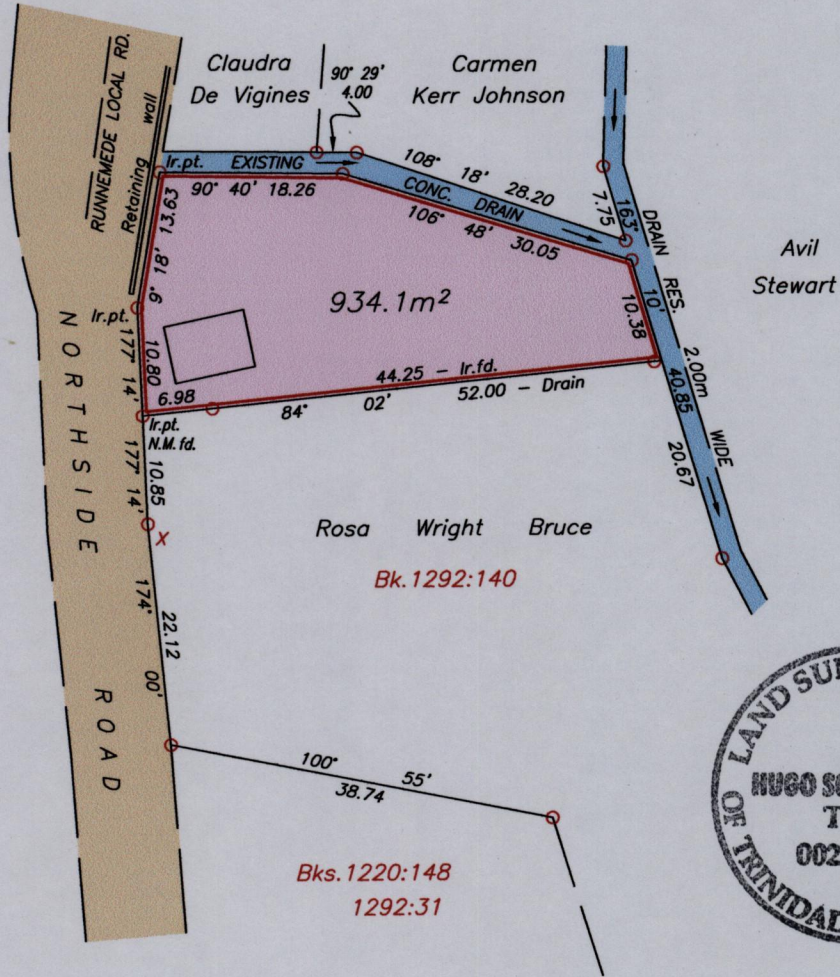 RUNNEMEDE LOCAL RD.
Retaining wall
Claudra
De Vigines
90° 29'
4.00
Carmen
Kerr Johnson
Ir.pt. EXISTING
CONC. DRAIN
90° 40' 18.26
108° 18' 28.20
106° 48' 30.05
7.75
163° 10'
DRAIN RES. 2.00m WIDE
40.85
Avil
Stewart
9° 18' 13.63
934.1m²
10.38
Ir.pt.
177° 14' 10.80
6.98
44.25 — Ir.fd.
84° 02' 52.00 — Drain
Ir.pt.
N.M.fd.
20.67
177° 14' 10.85
X
NORTHSIDE ROAD
Rosa Wright Bruce
Bk.1292:140
174° 00' 22.12
100° 55'
38.74
Bks.1220:148
1292:31
LAND SU
HUGO S
T
002
OF TRINIDAD